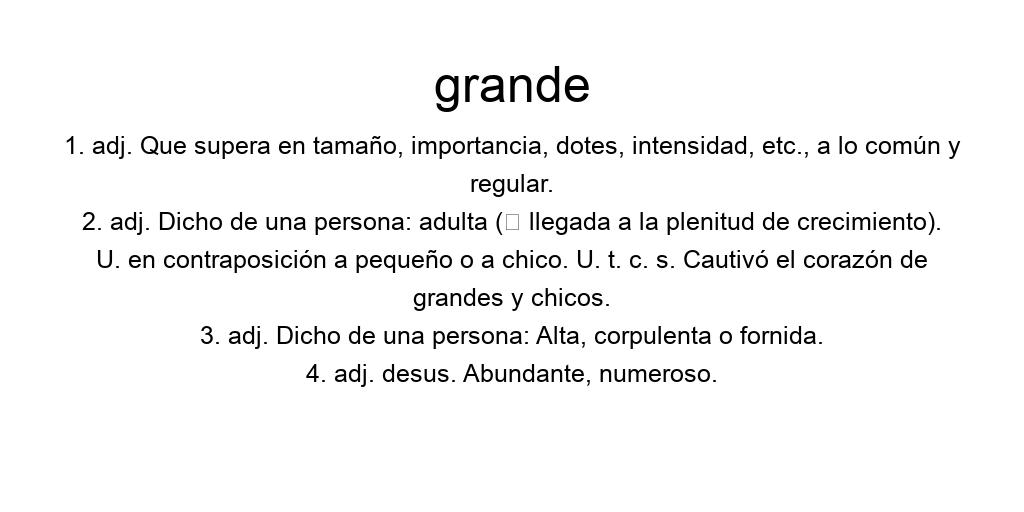 grande
1. adj. Que supera en tamaño, importancia, dotes, intensidad, etc., a lo común y
regular.
2. adj. Dicho de una persona: adulta (▯ llegada a la plenitud de crecimiento).
U. en contraposición a pequeño o a chico. U. t. c. s. Cautivó el corazón de
grandes y chicos.
3. adj. Dicho de una persona: Alta, corpulenta o fornida.
4. adj. desus. Abundante, numeroso.